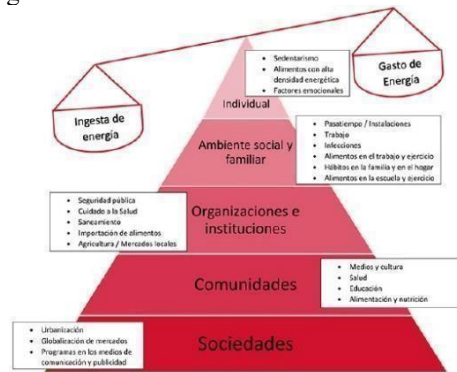 Sedentarismo
Alimentos con alta
densidad energética
Factores emocionales
Gasto de
Energía
Ingesta de
energía
Individual
Pasatiempo / Instalaciones
Trabajo
Infecciones
Alimentos en el trabajo y ejercicio
Hábitos en la familia y en el hogar
Alimentos en la escuela y ejercicio
Ambiente social y
familiar
Seguridad pública
Cuidado a la Salud
Saneamiento
Importación de alimentos
Agricultura / Mercados locales
Organizaciones e
instituciones
Medios y cultura
Salud
Educación
Alimentación y nutrición
Comunidades
Urbanización
Globalización de mercados
Programas en los medios de
comunicación y publicidad
Sociedades